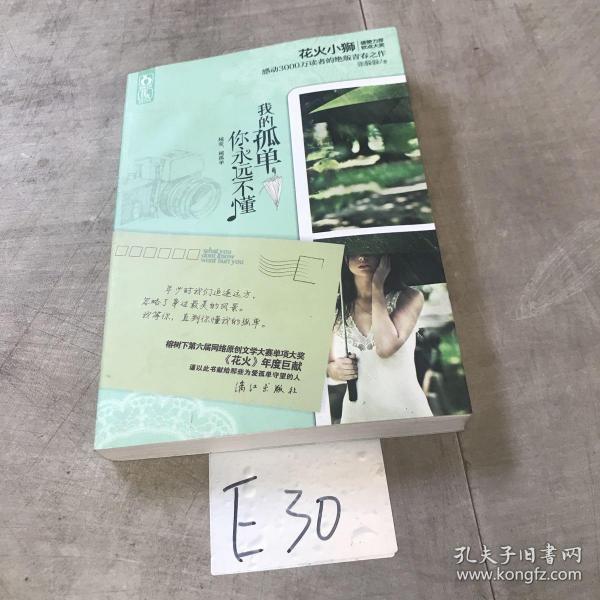 花火小狮
感动3000万读者的绝版青春之作
我的孤单,
你永远不懂
what you
dont know
wont hurt you
年少时我们追逐远方,
忽略了身边最美的风景。
我等你,直到你懂我的孤单。
榕树下第六届网络原创文学大赛单项大奖
《花火》年度巨献
谨以此书献给那些为爱孤单守望的人
漓江出版社
E30
孔夫子旧书网
www.kongfz.com